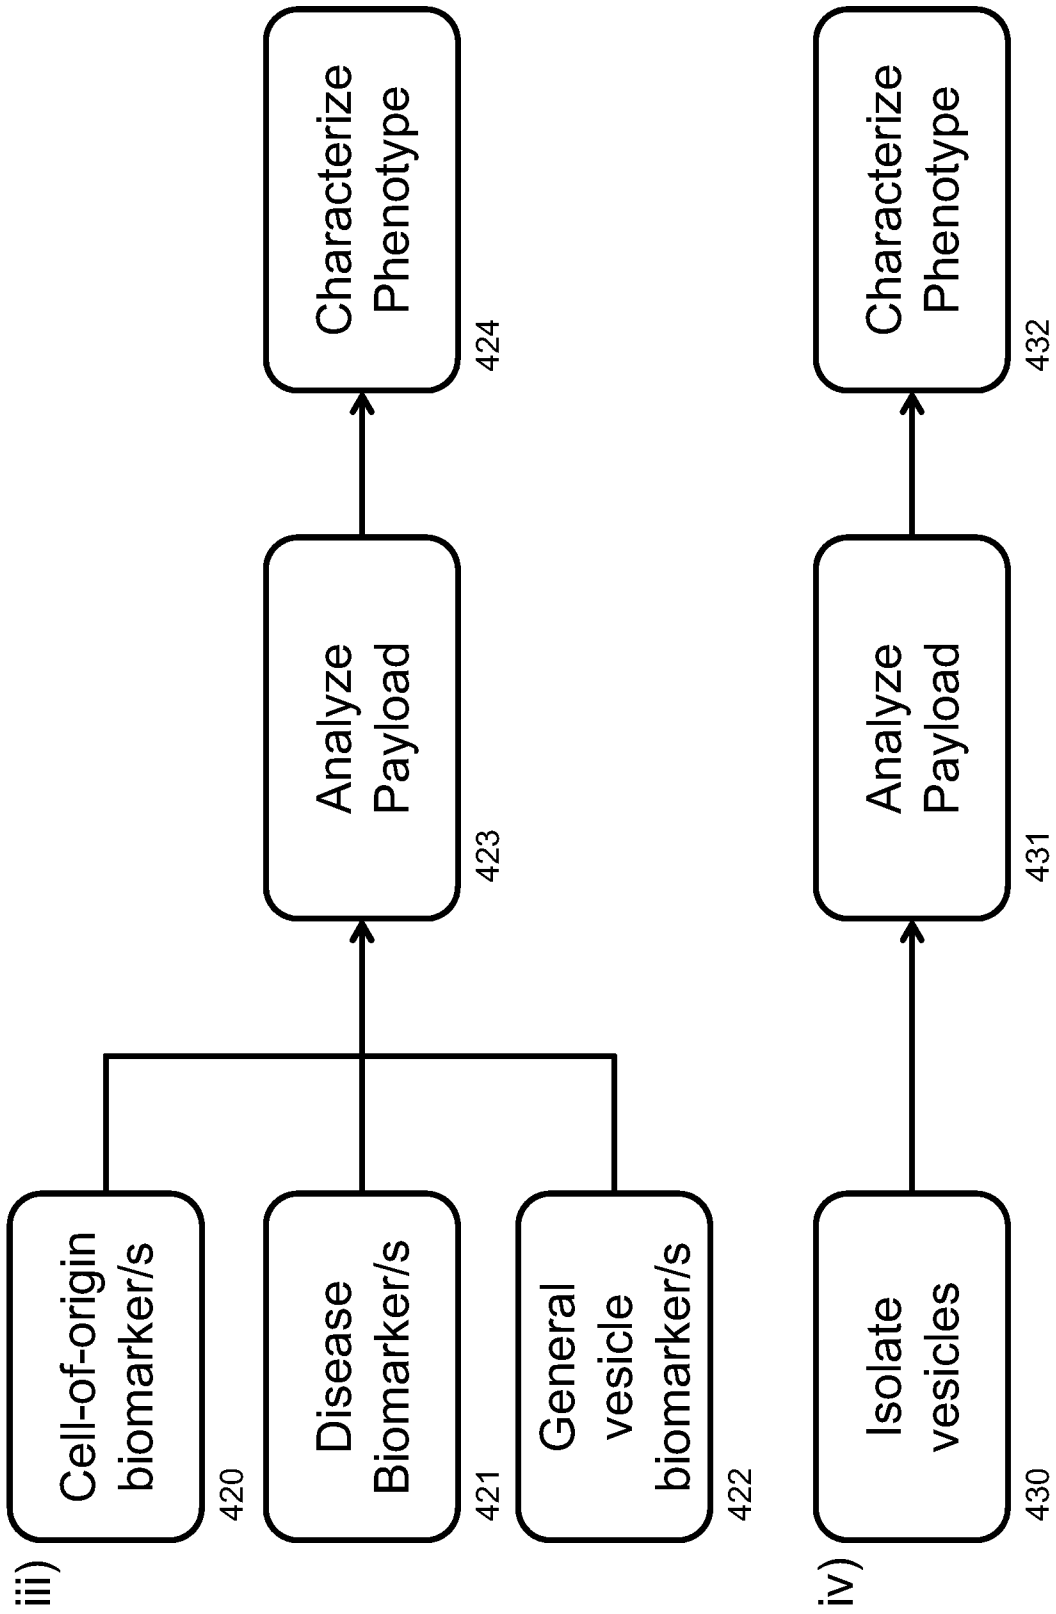 iii)
Cell-of-origin
biomarker/s
420
Disease
Biomarker/s
421
General
vesicle
biomarker/s
422
Analyze
Payload
423
Characterize
Phenotype
424
iv)
Isolate
vesicles
430
Analyze
Payload
431
Characterize
Phenotype
432